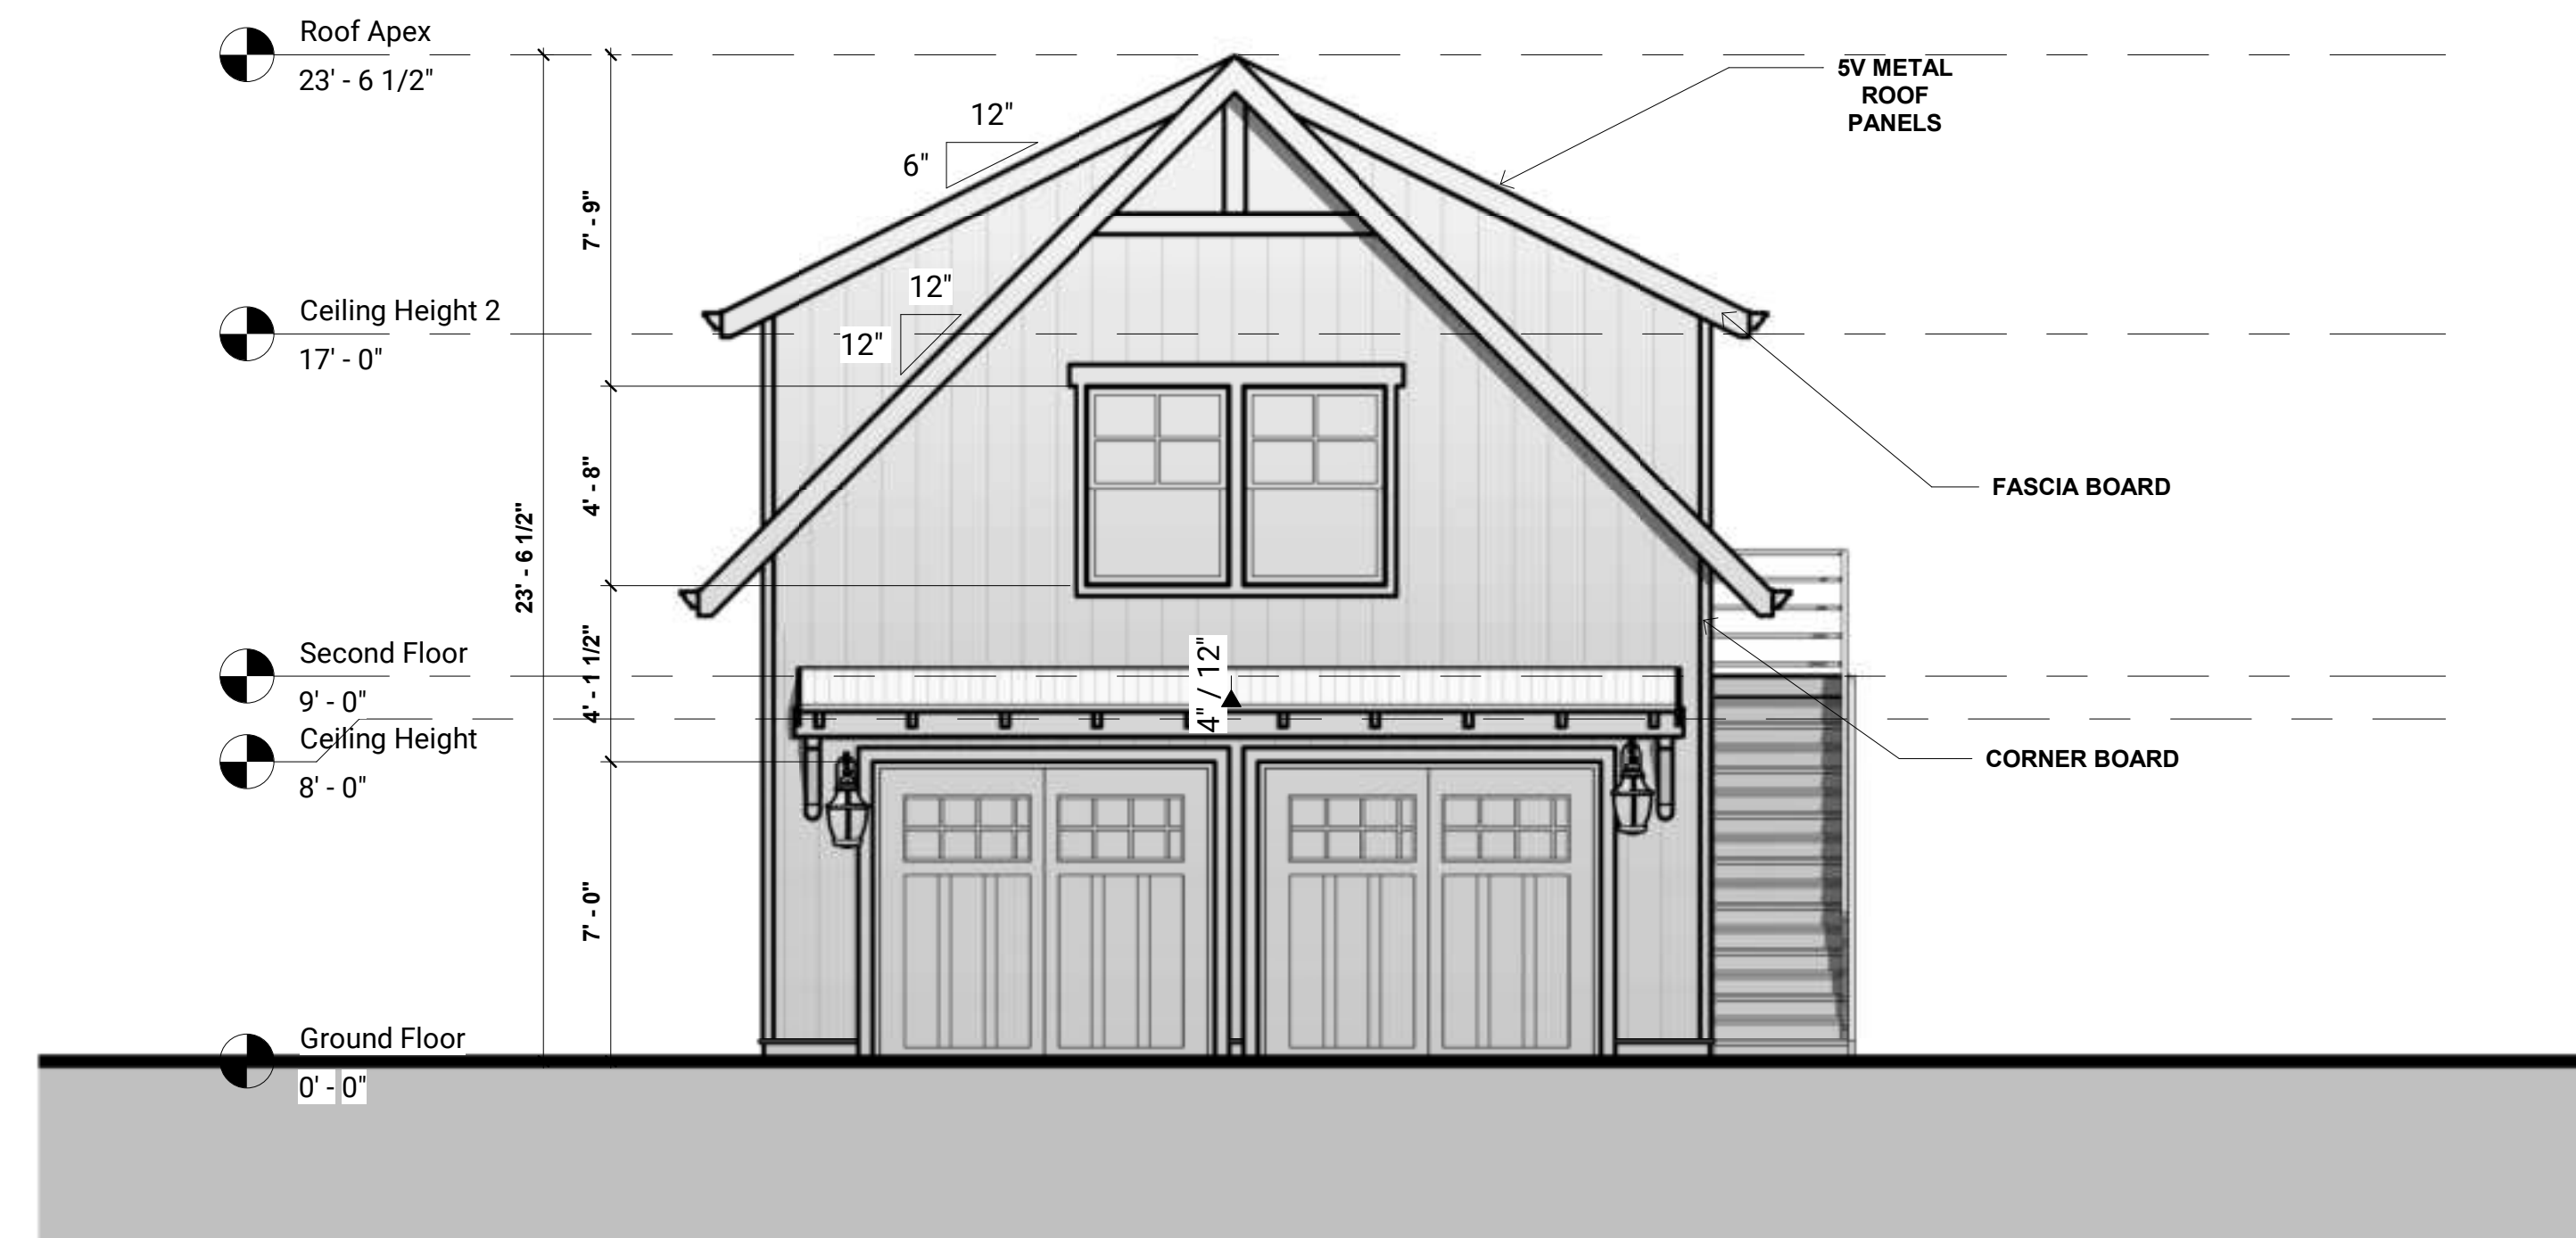 Roof Apex
23' - 6 1/2"
5V METAL
ROOF
PANELS
12"
6"
7' - 9"
12"
12"
Ceiling Height 2
17' - 0"
4' - 8"
FASCIA BOARD
23' - 6 1/2"
4' - 1 1/2"
4" / 12"
Second Floor
9' - 0"
Ceiling Height
8' - 0"
CORNER BOARD
7' - 0"
Ground Floor
0' - 0"